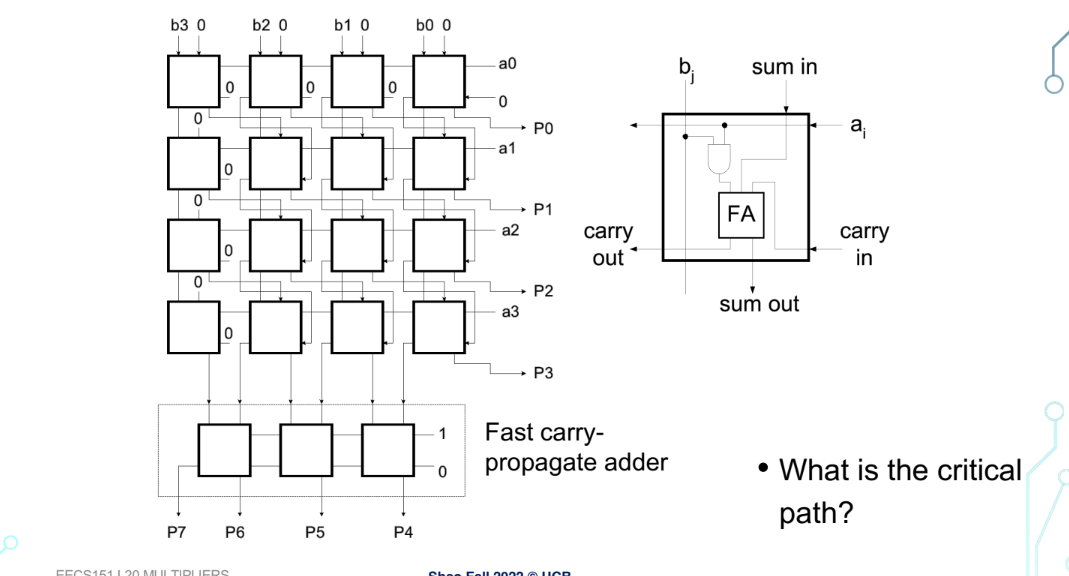 b3 0 b2 0 b1 0 b0 0
a0
0 0 0
0
0
P0
a1
0
0
P1
a2
0
0
P2
a3
0
P3
1
0
Fast carry-
propagate adder
P7 P6 P5 P4
bj sum in
ai
FA
carry
out
carry
in
sum out
• What is the critical
path?
EECS151 L20 MULTIPLIERS
Shao Fall 2022 © UCB